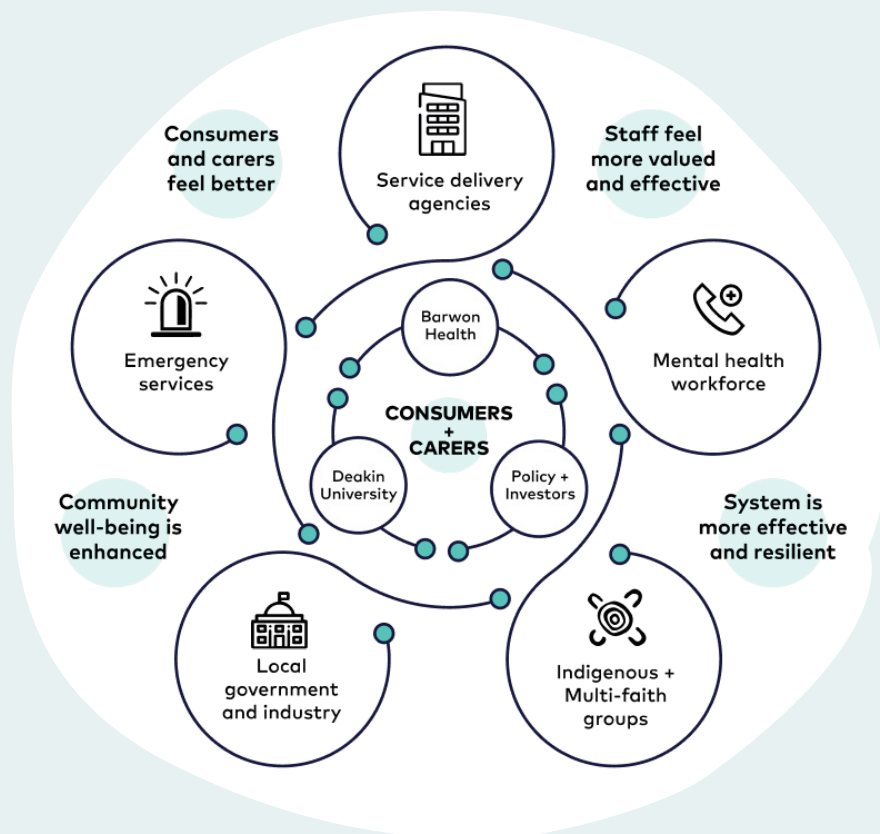 Consumers
and carers
feel better
Service delivery
agencies
Staff feel
more valued
and effective
Emergency
services
Barwon
Health
Mental health
workforce
CONSUMERS
+
CARERS
Deakin
University
Policy +
Investors
Community
well-being is
enhanced
System is
more effective
and resilient
Local
government
and industry
Indigenous +
Multi-faith
groups